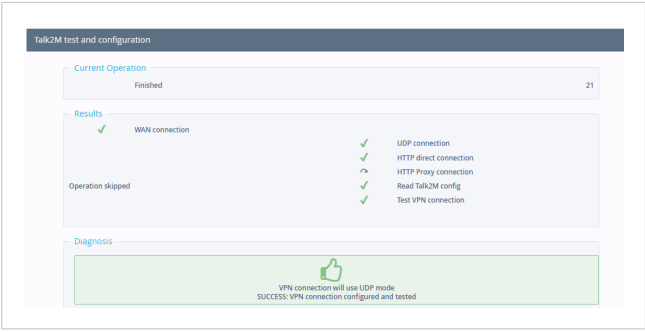 Talk2M test and configuration
Current Operation
Finished 21
Results
WAN connection
UDP connection
HTTP direct connection
HTTP Proxy connection
Operation skipped
Read Talk2M config
Test VPN connection
Diagnosis
VPN connection will use UDP mode
SUCCESS: VPN connection configured and tested